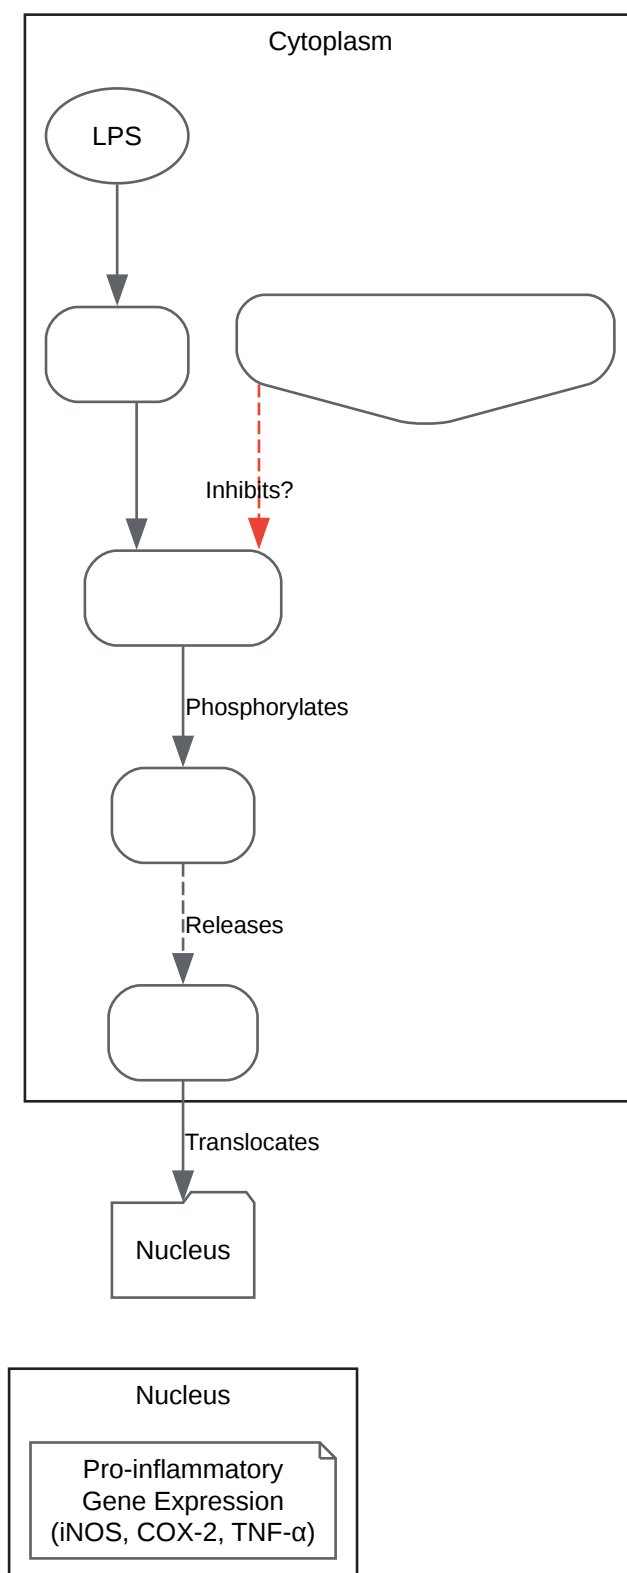 Cytoplasm
LPS
Inhibits?
Phosphorylates
Releases
Translocates
Nucleus
Nucleus
Pro-inflammatory
Gene Expression
(iNOS, COX-2, TNF-α)